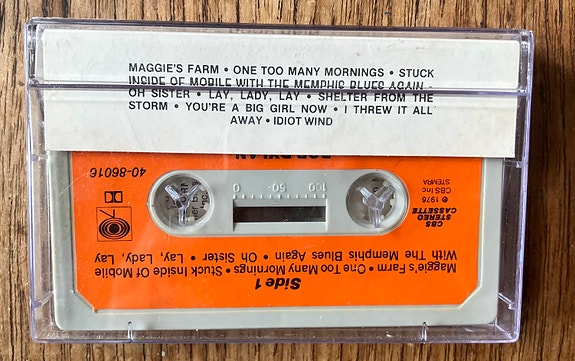 MAGGIE'S FARM • ONE TOO MANY MORNINGS • STUCK
INSIDE OF MOBILE WITH THE MEMPHIS BLUES AGAIN •
OH SISTER • LAY, LADY, LAY • SHELTER FROM THE
STORM • YOU'RE A BIG GIRL NOW • I THREW IT ALL
AWAY • IDIOT WIND
BOB DYLAN
40-86016
CBS
STEREO
CASSETTE
℗ 1976
CBS Inc
STEMRA
0 50 100
Side 1
Maggie's Farm • One Too Many Mornings • Stuck Inside Of Mobile
With The Memphis Blues Again • Oh Sister • Lay, Lady, Lay